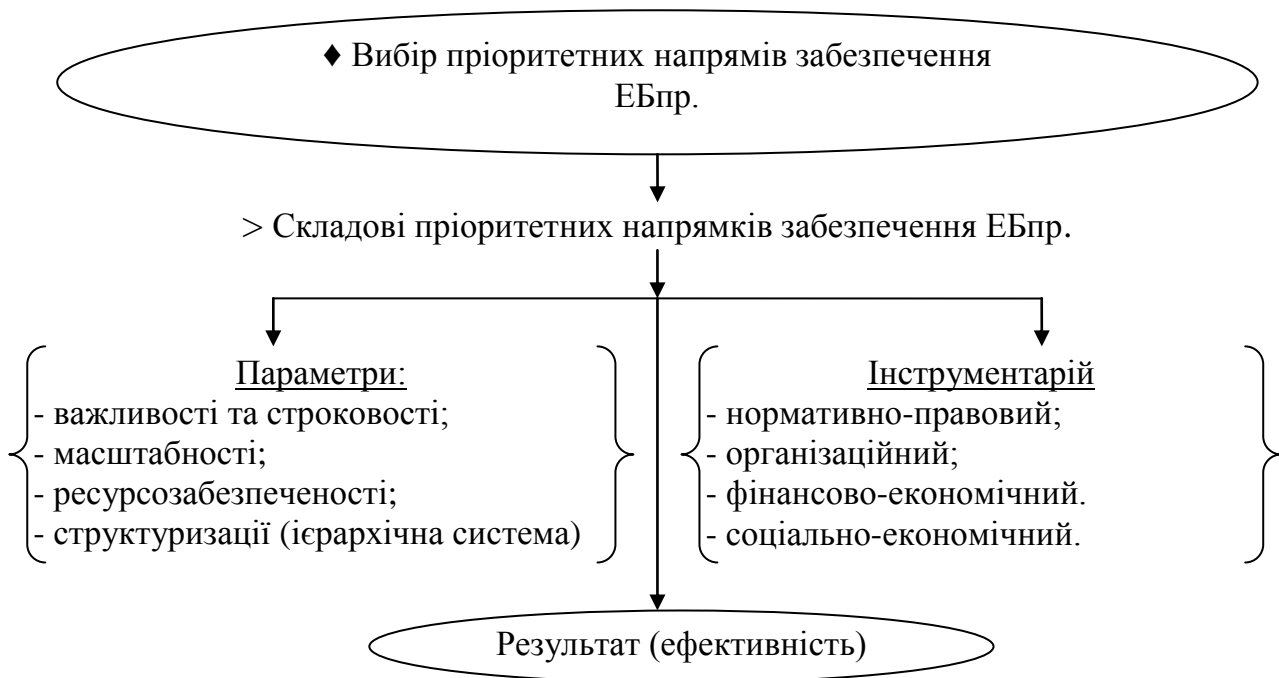 ♦ Вибір пріоритетних напрямів забезпечення
ЕБпр.
> Складові пріоритетних напрямків забезпечення ЕБпр.
Параметри:
- важливості та строковості;
- масштабності;
- ресурсозабезпеченості;
- структуризації (ієрархічна система)
Інструментарій
- нормативно-правовий;
- організаційний;
- фінансово-економічний.
- соціально-економічний.
Результат (ефективність)